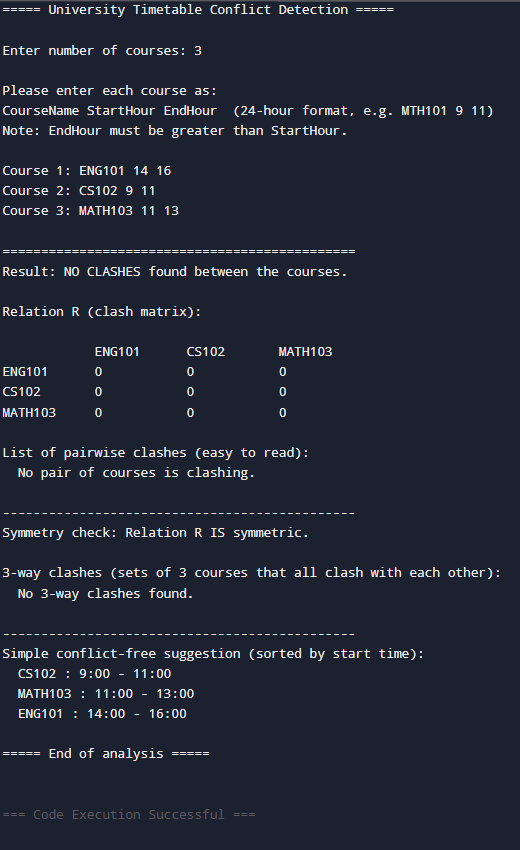 ===== University Timetable Conflict Detection =====
Enter number of courses: 3
Please enter each course as:
CourseName StartHour EndHour  (24-hour format, e.g. MTH101 9 11)
Note: EndHour must be greater than StartHour.
Course 1: ENG101 14 16
Course 2: CS102 9 11
Course 3: MATH103 11 13
==============================================
Result: NO CLASHES found between the courses.
Relation R (clash matrix):
            ENG101      CS102       MATH103
ENG101      0           0           0
CS102       0           0           0
MATH103     0           0           0
List of pairwise clashes (easy to read):
  No pair of courses is clashing.
----------------------------------------------
Symmetry check: Relation R IS symmetric.
3-way clashes (sets of 3 courses that all clash with each other):
  No 3-way clashes found.
----------------------------------------------
Simple conflict-free suggestion (sorted by start time):
  CS102 : 9:00 - 11:00
  MATH103 : 11:00 - 13:00
  ENG101 : 14:00 - 16:00
===== End of analysis =====
=== Code Execution Successful ===